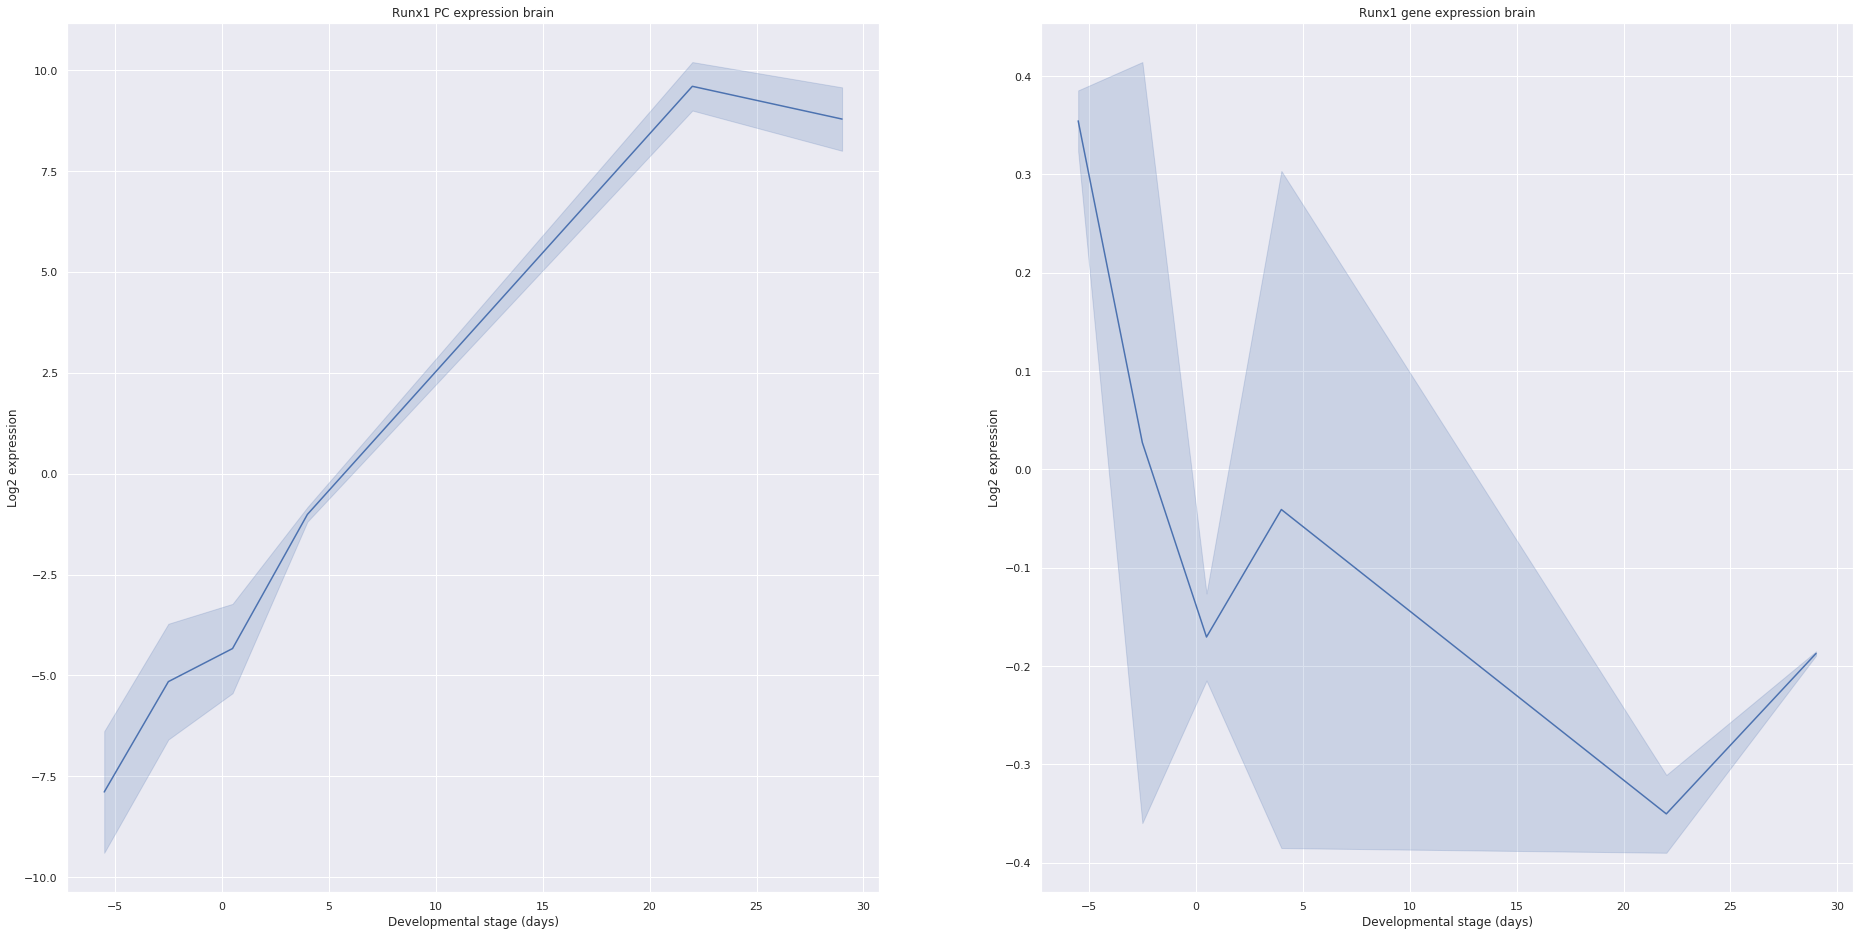 Runx1 PC expression brain
Log2 expression
10.0
7.5
5.0
2.5
0.0
−2.5
−5.0
−7.5
−10.0
−5 0 5 10 15 20 25 30
Developmental stage (days)
Runx1 gene expression brain
Log2 expression
0.4
0.3
0.2
0.1
0.0
−0.1
−0.2
−0.3
−0.4
−5 0 5 10 15 20 25 30
Developmental stage (days)